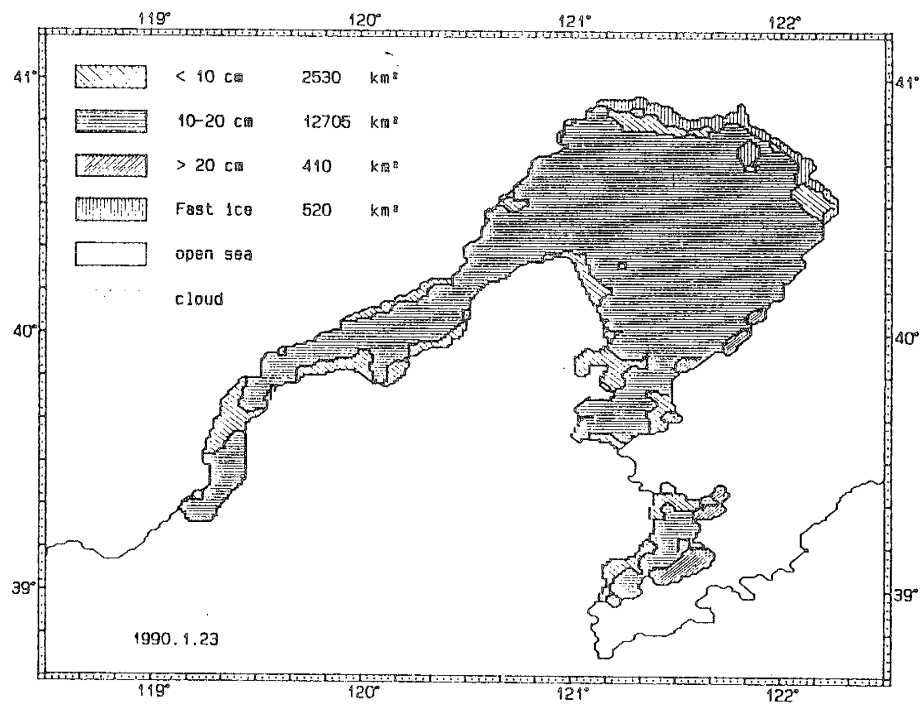 119° 120° 121° 122°
41° 41°
< 10 cm 2530 km²
10-20 cm 12705 km²
> 20 cm 410 km²
Fast ice 520 km²
open sea
cloud
40° 40°
39° 39°
1990.1.23
119° 120° 121° 122°